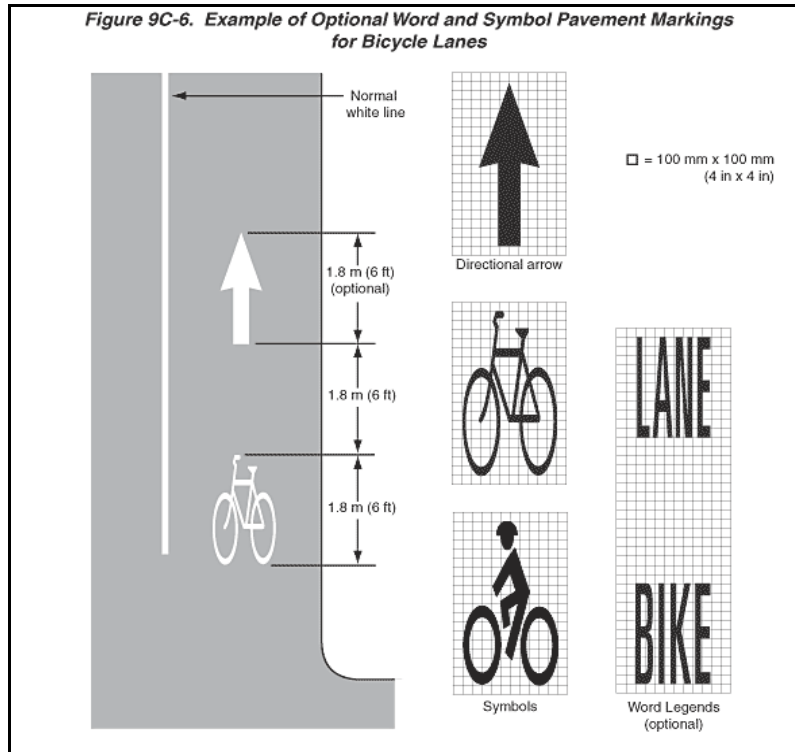 Figure 9C-6. Example of Optional Word and Symbol Pavement Markings
for Bicycle Lanes
Normal
white line
1.8 m (6 ft)
(optional)
1.8 m (6 ft)
1.8 m (6 ft)
Directional arrow
= 100 mm x 100 mm
(4 in x 4 in)
LANE
BIKE
Symbols
Word Legends
(optional)